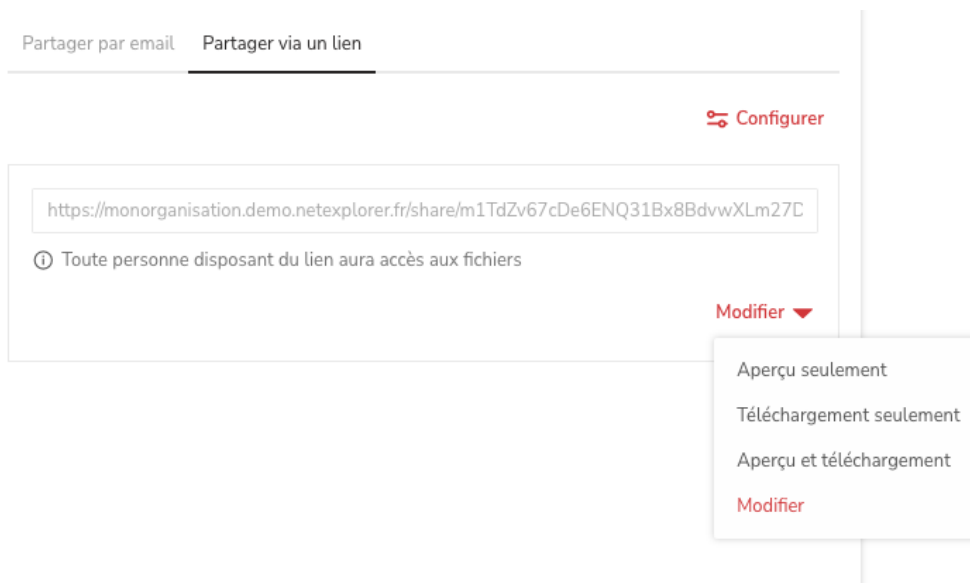 Partager par email Partager via un lien
Configurer
https://monorganisation.demo.netexplorer.fr/share/m1TdZv67cDe6ENQ31Bx8BdvwXLm27D
Toute personne disposant du lien aura accès aux fichiers
Modifier
Aperçu seulement
Téléchargement seulement
Aperçu et téléchargement
Modifier